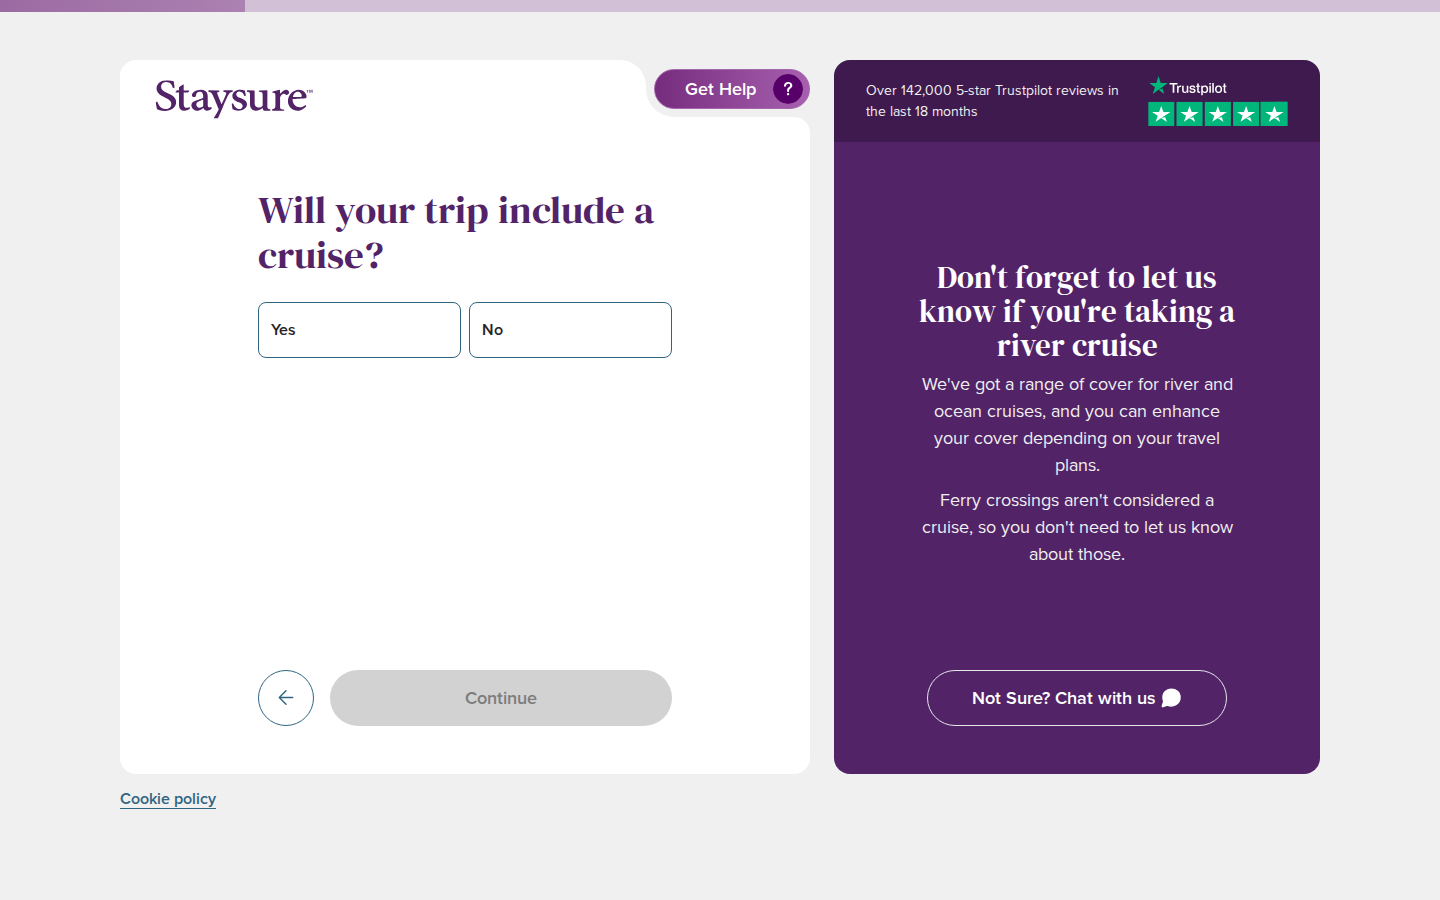 Staysure™
Get Help ?
Will your trip include a
cruise?
Yes
No
Continue
Cookie policy
Over 142,000 5-star Trustpilot reviews in
the last 18 months
Trustpilot
Don't forget to let us
know if you're taking a
river cruise
We've got a range of cover for river and
ocean cruises, and you can enhance
your cover depending on your travel
plans.
Ferry crossings aren't considered a
cruise, so you don't need to let us know
about those.
Not Sure? Chat with us